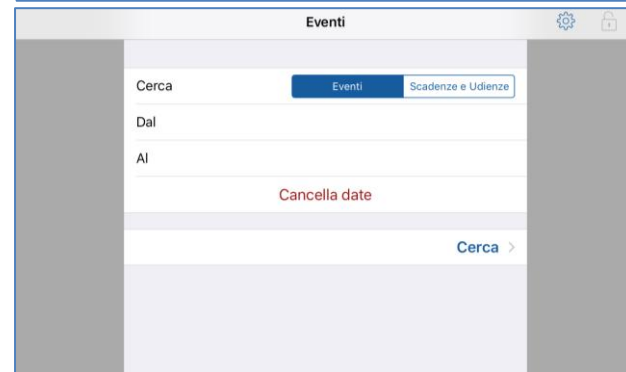 Eventi
Cerca Eventi Scadenze e Udienze
Dal
Al
Cancella date
Cerca